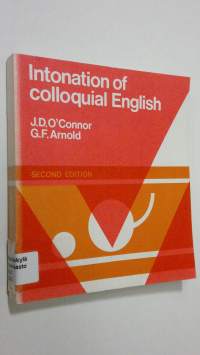 Intonation of
colloquial English
J.D.O'Connor
G.F.Arnold
SECOND EDITION